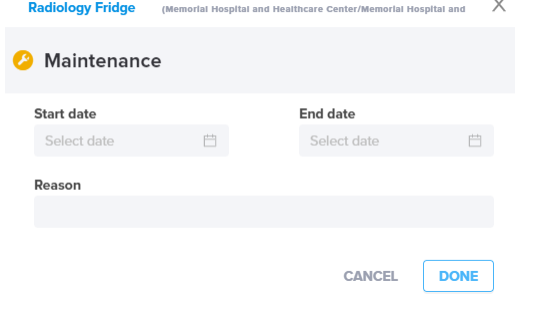 Radiology Fridge (Memorial Hospital and Healthcare Center/Memorial Hospital and
Maintenance
Start date End date
Select date Select date
Reason
CANCEL DONE